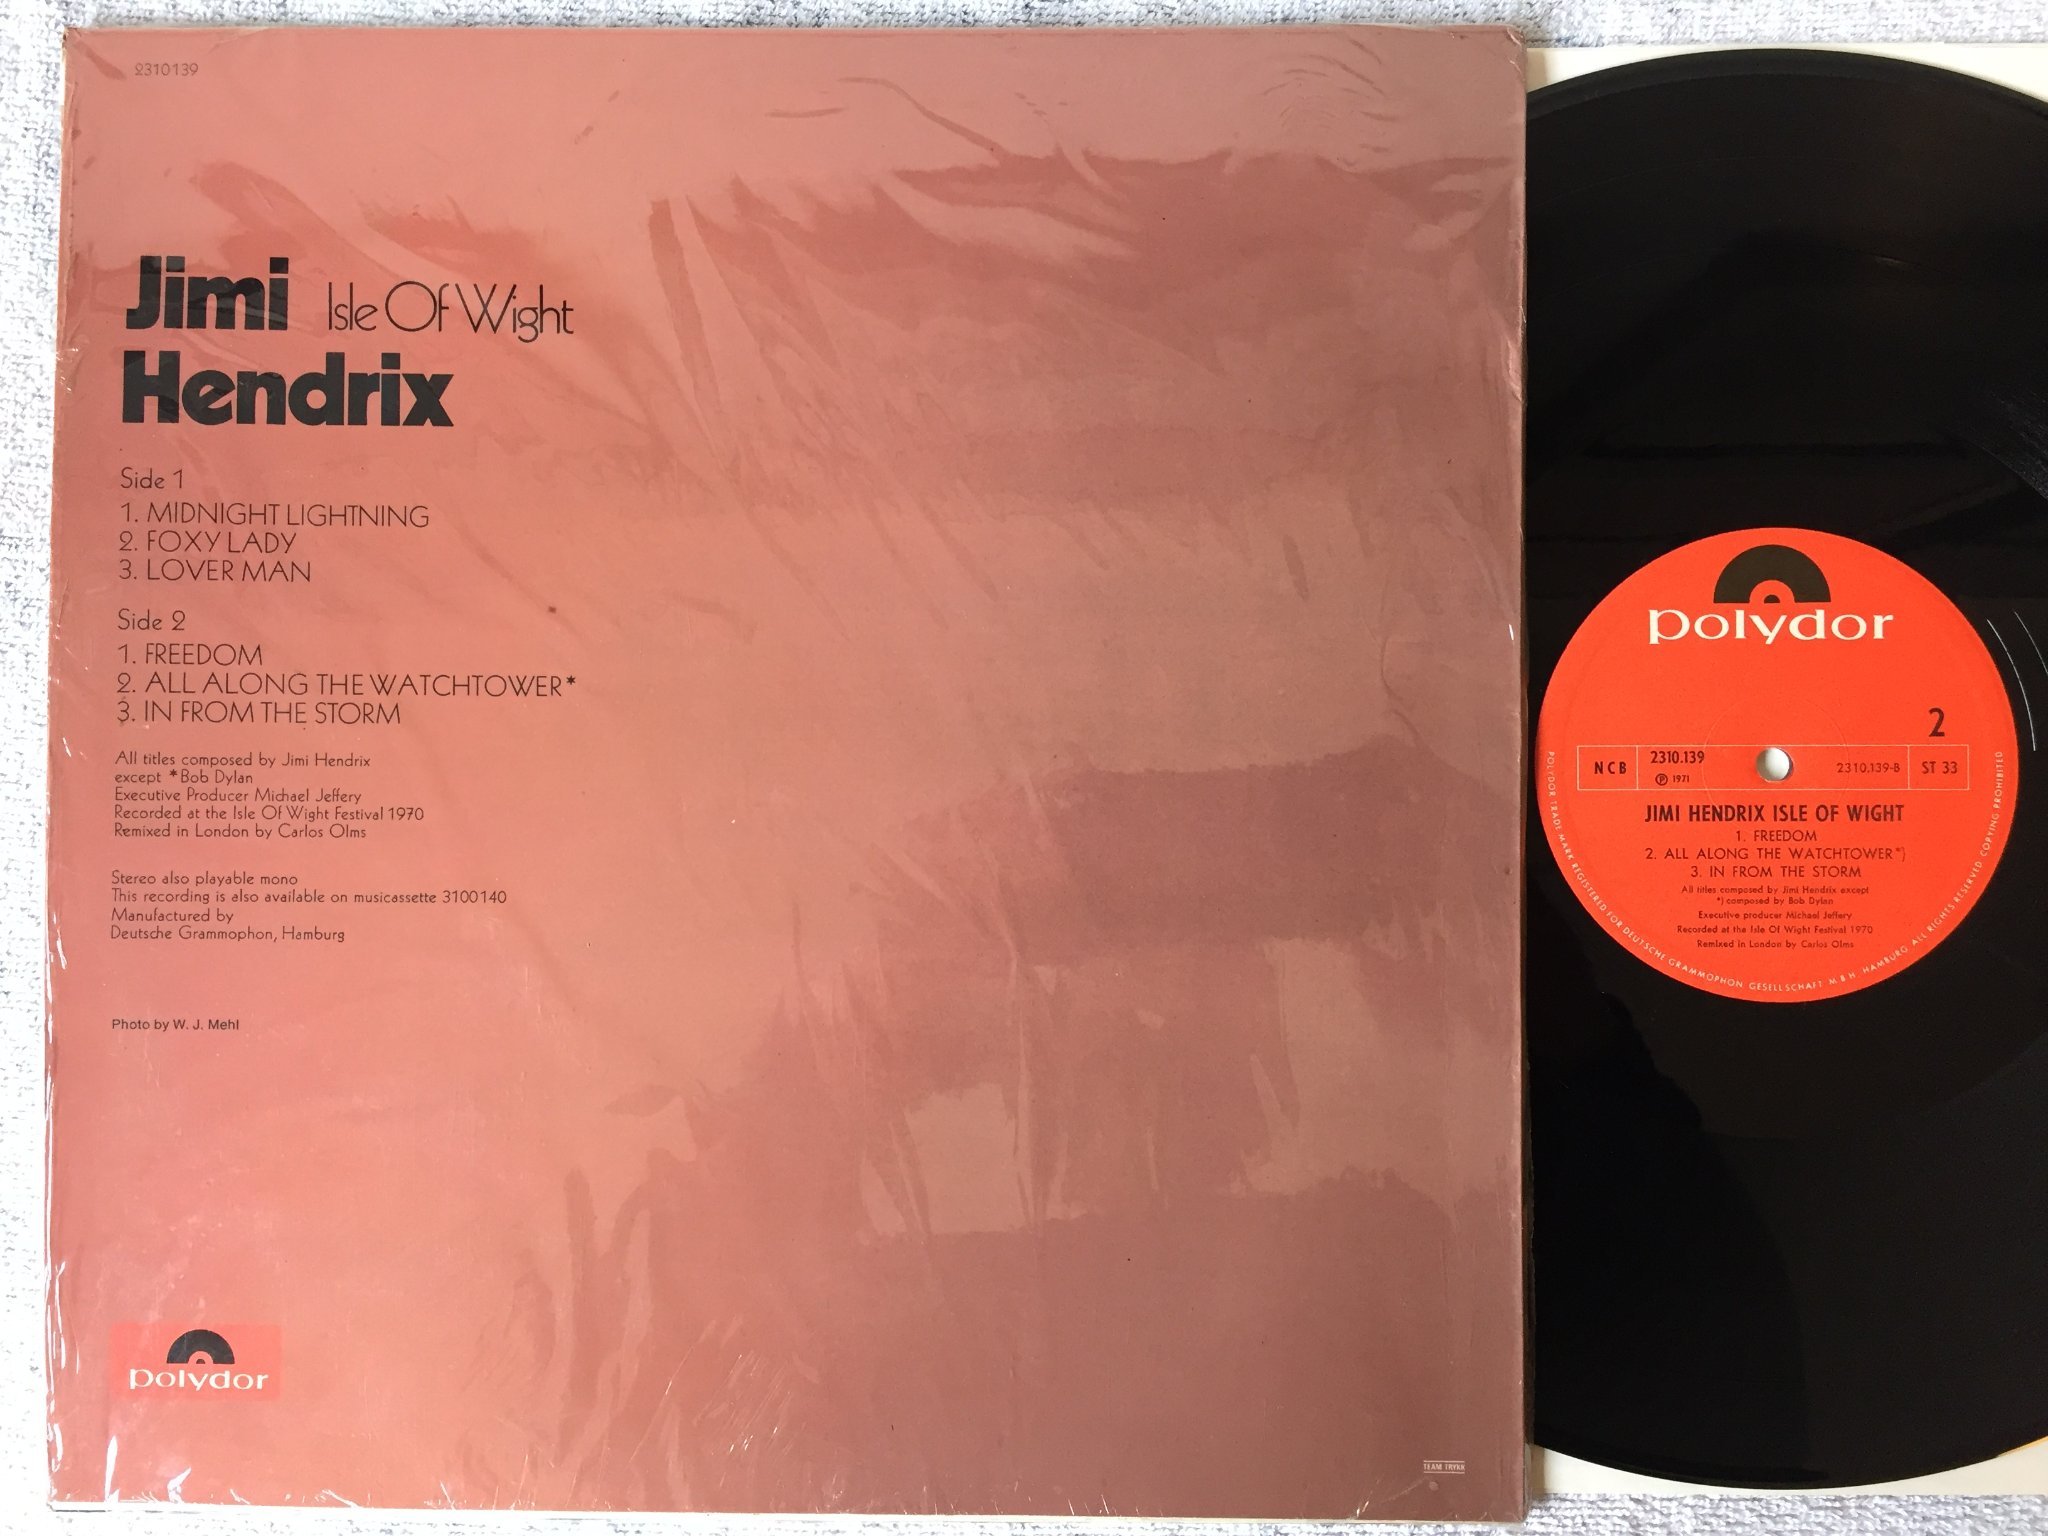 2310139
Jimi Isle Of Wight
Hendrix
Side 1
1. MIDNIGHT LIGHTNING
2. FOXY LADY
3. LOVER MAN
Side 2
1. FREEDOM
2. ALL ALONG THE WATCHTOWER*
3. IN FROM THE STORM
All titles composed by Jimi Hendrix
except *Bob Dylan
Executive Producer Michael Jeffery
Recorded at the Isle Of Wight Festival 1970
Remixed in London by Carlos Olms
Stereo also playable mono
This recording is also available on musicassette 3100140
Manufactured by
Deutsche Grammophon, Hamburg
Photo by W. J. Mehl
polydor
TEAM TRYKK
polydor
2
NCB 2310.139 2310.139-B ST 33
℗ 1971
JIMI HENDRIX ISLE OF WIGHT
1. FREEDOM
2. ALL ALONG THE WATCHTOWER*)
3. IN FROM THE STORM
All titles composed by Jimi Hendrix except
*) composed by Bob Dylan
Executive producer Michael Jeffery
Recorded at the Isle Of Wight Festival 1970
Remixed in London by Carlos Olms
POLYDOR TRADE MARK REGISTERED FOR DEUTSCHE GRAMMOPHON GESELLSCHAFT M.B.H. HAMBURG ALL RIGHTS RESERVED COPYING PROHIBITED